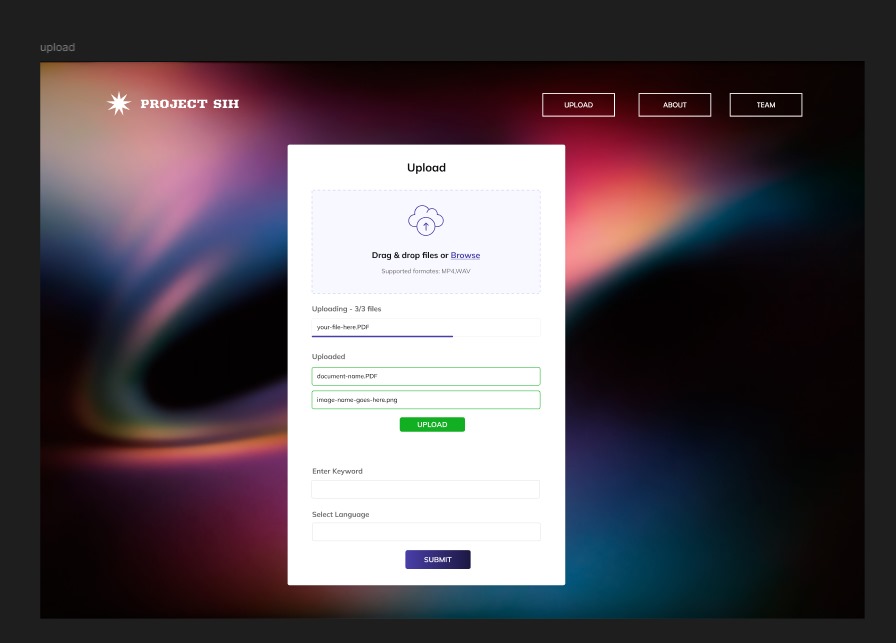 upload
PROJECT SIH
UPLOAD
ABOUT
TEAM
Upload
Drag & drop files or Browse
Supported formates: MP4,WAV
Uploading - 3/3 files
your-file-here.PDF
Uploaded
document-name.PDF
image-name-goes-here.png
UPLOAD
Enter Keyword
Select Language
SUBMIT